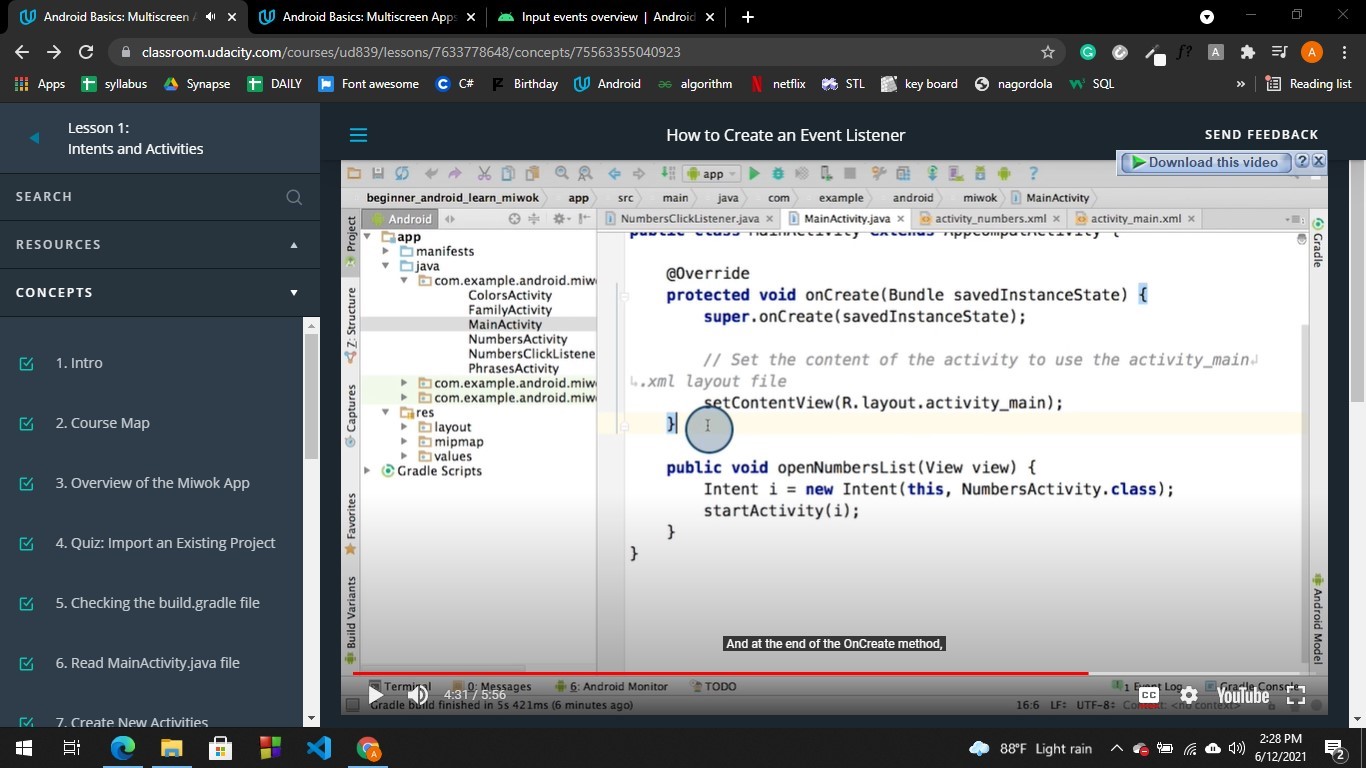 Android Basics: Multiscreen A
Android Basics: Multiscreen Apps
Input events overview | Android
classroom.udacity.com/courses/ud839/lessons/7633778648/concepts/75563355040923
Apps syllabus Synapse DAILY Font awesome C# Birthday Android algorithm netflix STL key board nagordola SQL » Reading list
Lesson 1:
Intents and Activities
How to Create an Event Listener
SEND FEEDBACK
Download this video
SEARCH
RESOURCES
CONCEPTS
1. Intro
2. Course Map
3. Overview of the Miwok App
4. Quiz: Import an Existing Project
5. Checking the build.gradle file
6. Read MainActivity.java file
7. Create New Activities
app
beginner_android_learn_miwok app src main java com example android miwok MainActivity
Android
NumbersClickListener.java MainActivity.java activity_numbers.xml activity_main.xml
Project
Z: Structure
Captures
Favorites
Build Variants
app
manifests
java
com.example.android.miw
ColorsActivity
FamilyActivity
MainActivity
NumbersActivity
NumbersClickListene
PhrasesActivity
com.example.android.miw
com.example.android.miw
res
layout
mipmap
values
Gradle Scripts
public class MainActivity extends AppCompatActivity {
@Override
protected void onCreate(Bundle savedInstanceState) {
super.onCreate(savedInstanceState);
// Set the content of the activity to use the activity_main
.xml layout file
setContentView(R.layout.activity_main);
}
public void openNumbersList(View view) {
Intent i = new Intent(this, NumbersActivity.class);
startActivity(i);
}
}
Gradle
Android Model
And at the end of the OnCreate method,
Terminal 0: Messages 6: Android Monitor TODO 1 Event Log Gradle Console
4:31 / 5:56
CC
YouTube
Gradle build finished in 5s 421ms (6 minutes ago) 16:6 LF÷ UTF-8÷ Context: <no context>
88°F Light rain
2:28 PM
6/12/2021
2